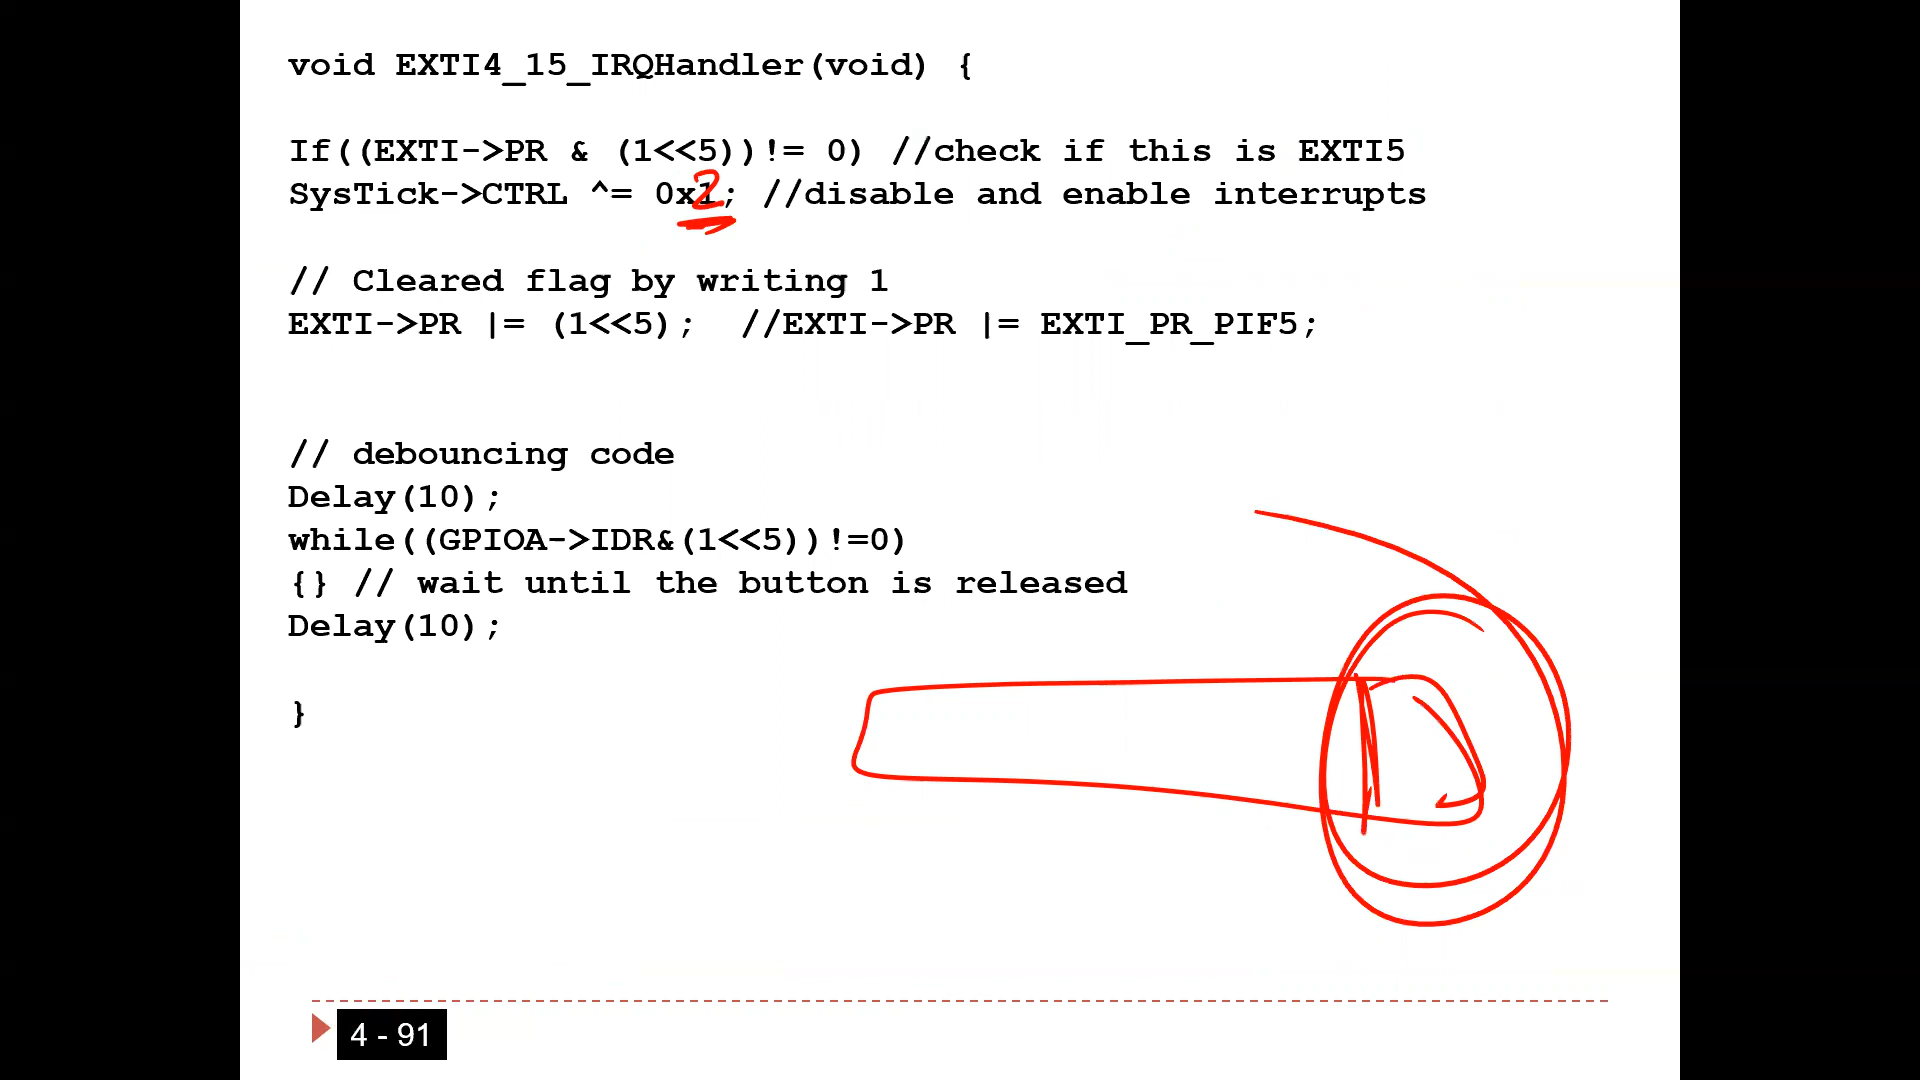 void EXTI4_15_IRQHandler(void) {
If((EXTI->PR & (1<<5))!= 0) //check if this is EXTI5
SysTick->CTRL ^= 0x1; //disable and enable interrupts
2
// Cleared flag by writing 1
EXTI->PR |= (1<<5); //EXTI->PR |= EXTI_PR_PIF5;
// debouncing code
Delay(10);
while((GPIOA->IDR&(1<<5))!=0)
{} // wait until the button is released
Delay(10);
}
4 - 91